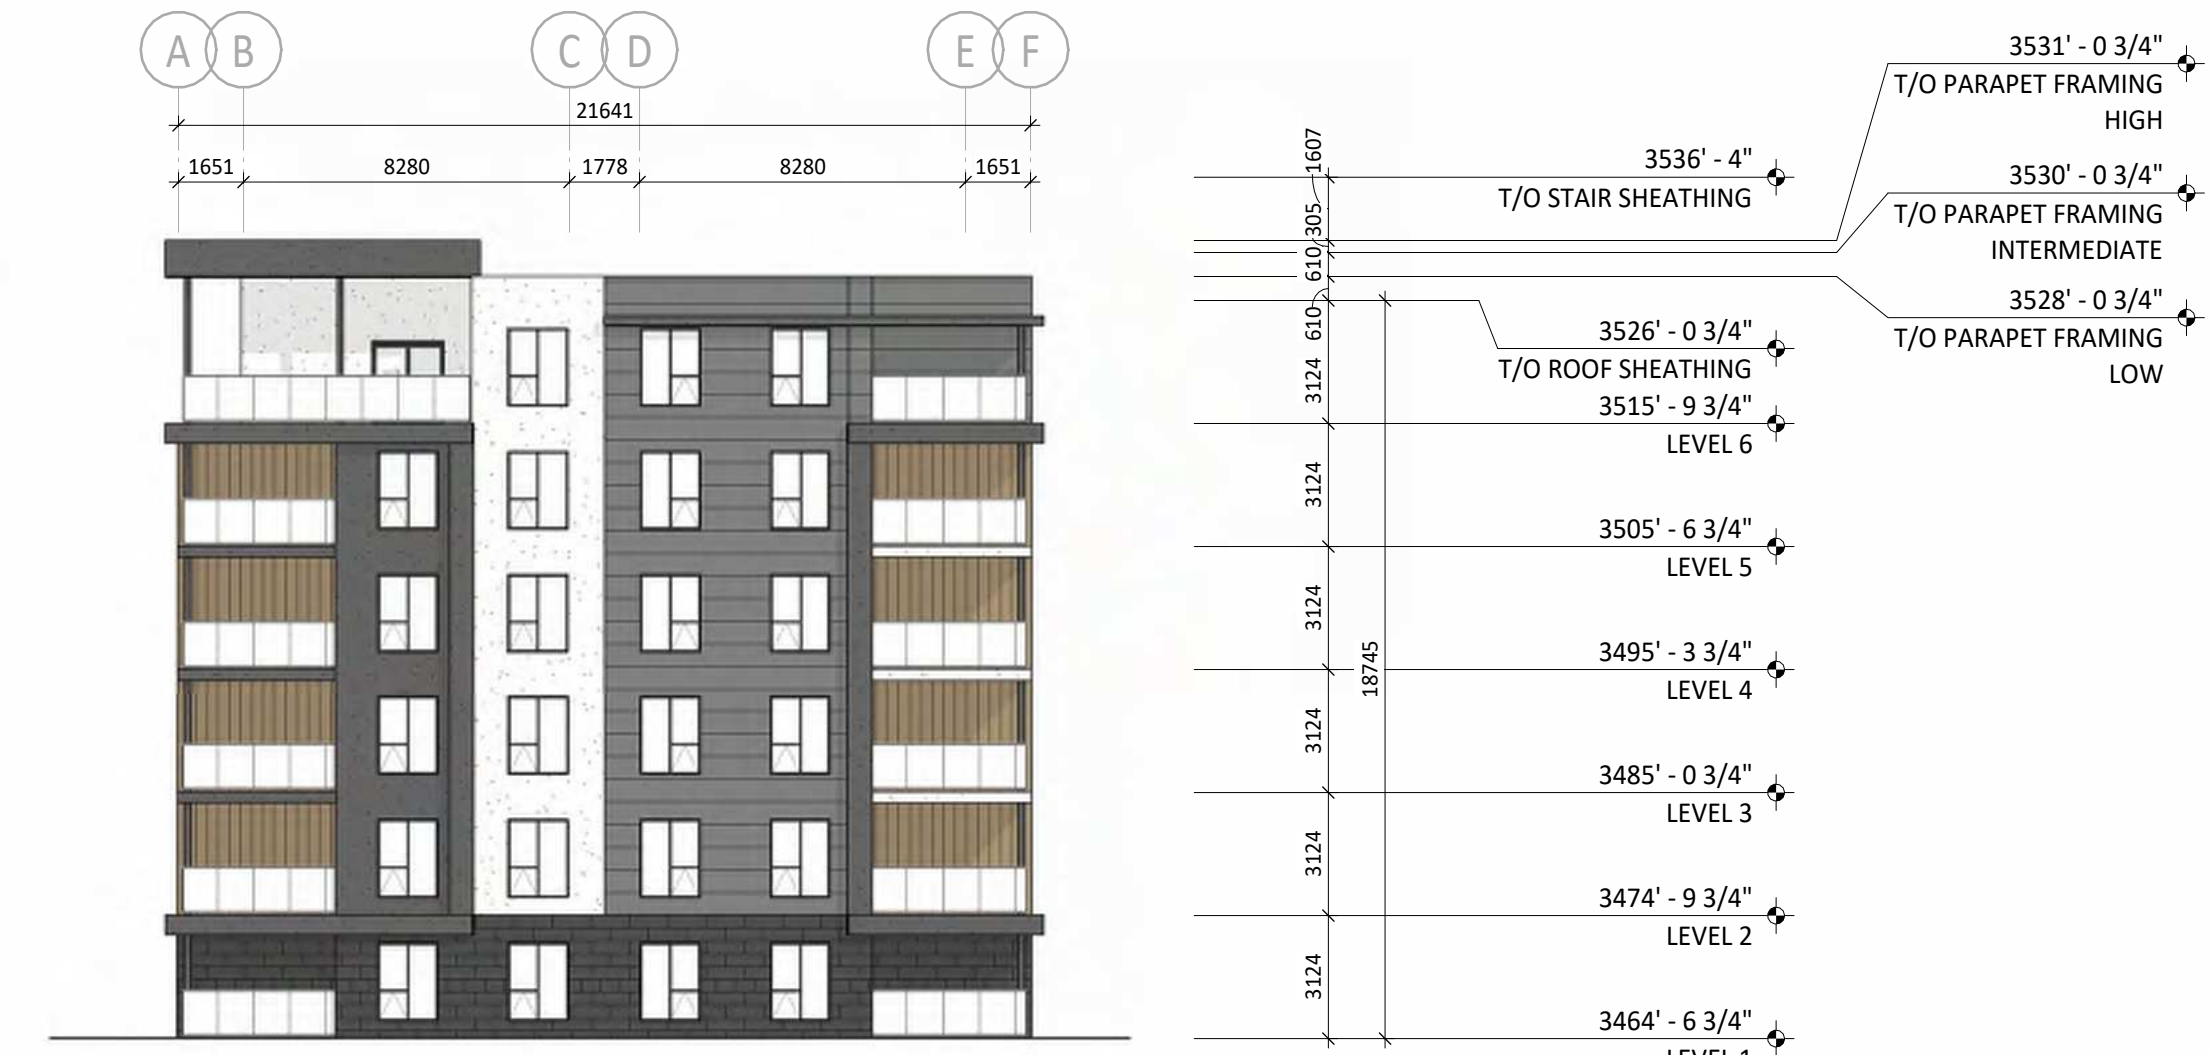 A B C D E F
21641
1651 8280 1778 8280 1651
3531' - 0 3/4"
T/O PARAPET FRAMING
HIGH
1607
3536' - 4"
T/O STAIR SHEATHING
3530' - 0 3/4"
T/O PARAPET FRAMING
INTERMEDIATE
305
610
3528' - 0 3/4"
T/O PARAPET FRAMING
LOW
610
3526' - 0 3/4"
T/O ROOF SHEATHING
3124
3515' - 9 3/4"
LEVEL 6
3124
3505' - 6 3/4"
LEVEL 5
3124
3495' - 3 3/4"
LEVEL 4
18745
3124
3485' - 0 3/4"
LEVEL 3
3124
3474' - 9 3/4"
LEVEL 2
3124
3464' - 6 3/4"
LEVEL 1